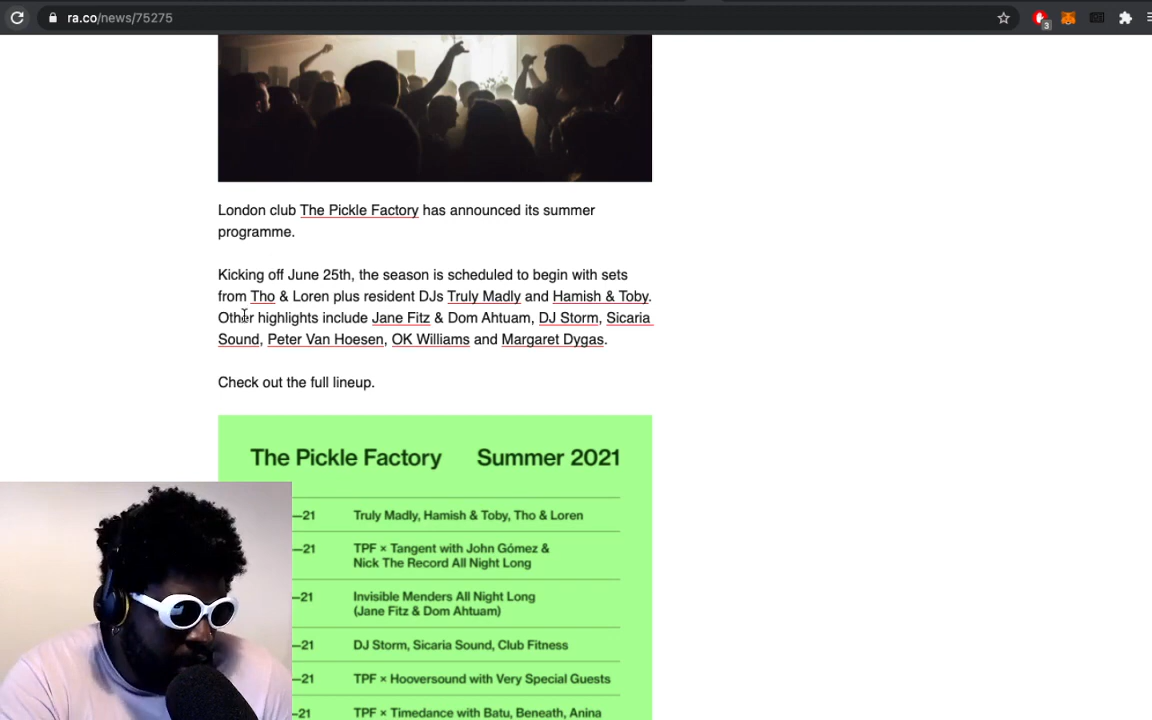 ra.co/news/75275
3
London club The Pickle Factory has announced its summer
programme.
Kicking off June 25th, the season is scheduled to begin with sets
from Tho & Loren plus resident DJs Truly Madly and Hamish & Toby.
Other highlights include Jane Fitz & Dom Ahtuam, DJ Storm, Sicaria
Sound, Peter Van Hoesen, OK Williams and Margaret Dygas.
Check out the full lineup.
The Pickle Factory Summer 2021
—21 Truly Madly, Hamish & Toby, Tho & Loren
—21 TPF × Tangent with John Gómez &
Nick The Record All Night Long
—21 Invisible Menders All Night Long
(Jane Fitz & Dom Ahtuam)
—21 DJ Storm, Sicaria Sound, Club Fitness
—21 TPF × Hooversound with Very Special Guests
—21 TPF × Timedance with Batu, Beneath, Anina